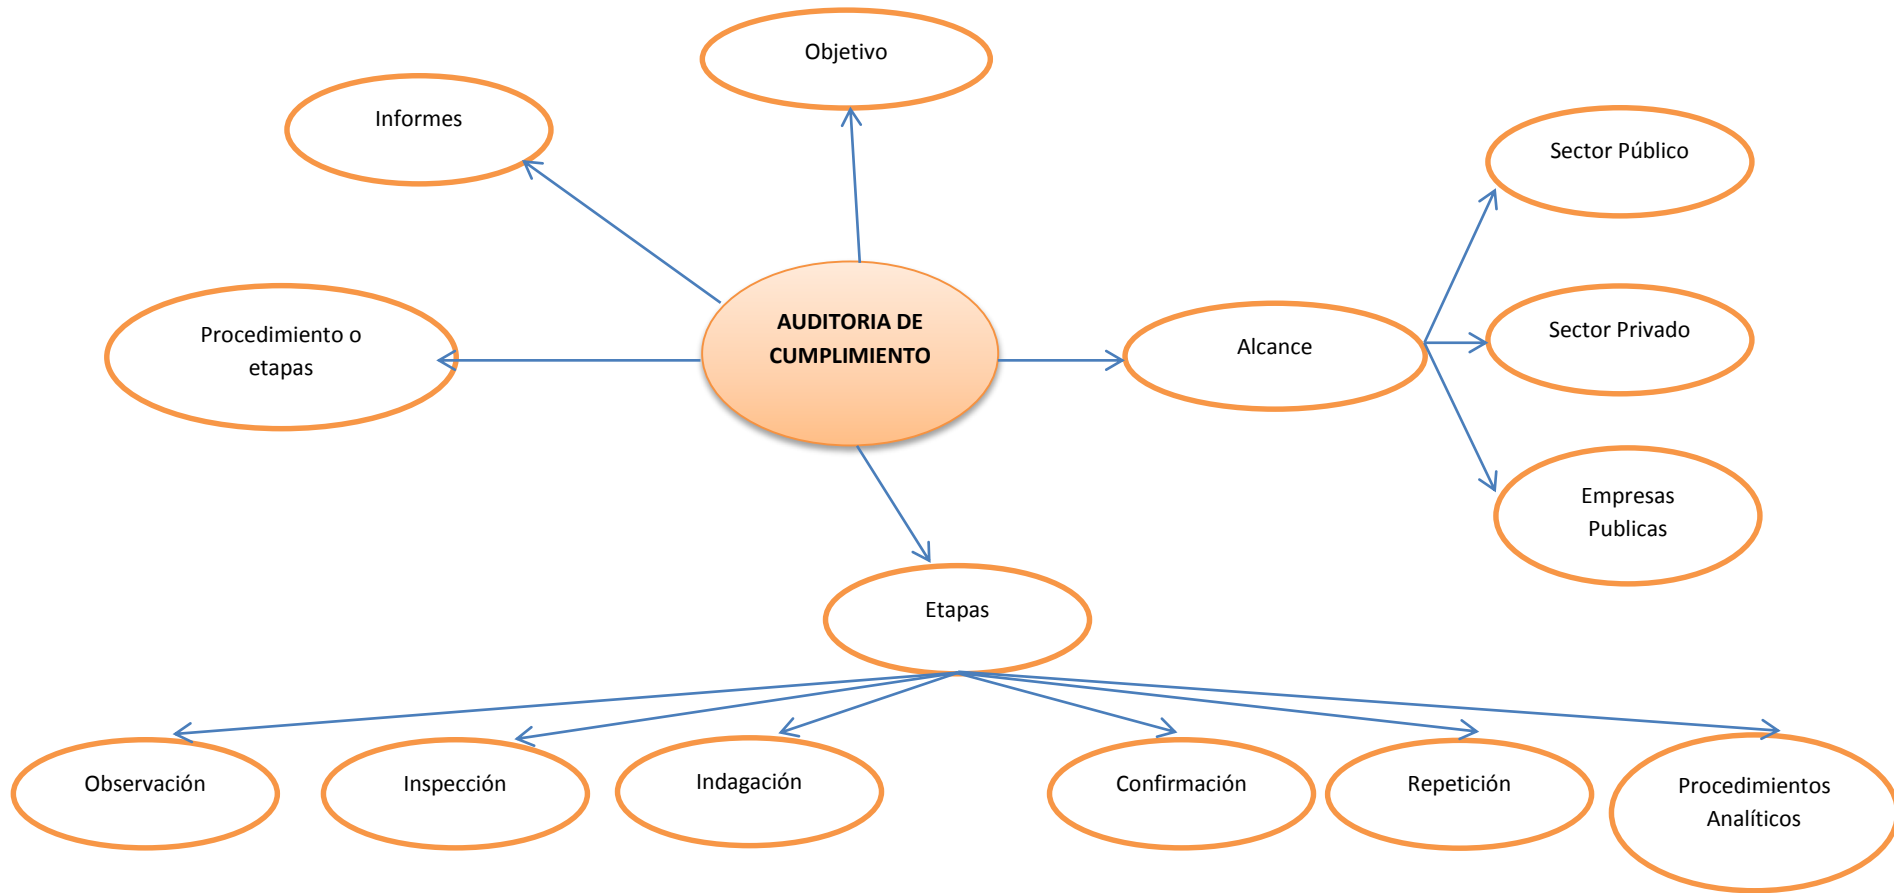 Objetivo
Informes
Sector Público
Procedimiento o
etapas
AUDITORIA DE
CUMPLIMIENTO
Alcance
Sector Privado
Empresas
Publicas
Etapas
Observación
Inspección
Indagación
Confirmación
Repetición
Procedimientos
Analíticos